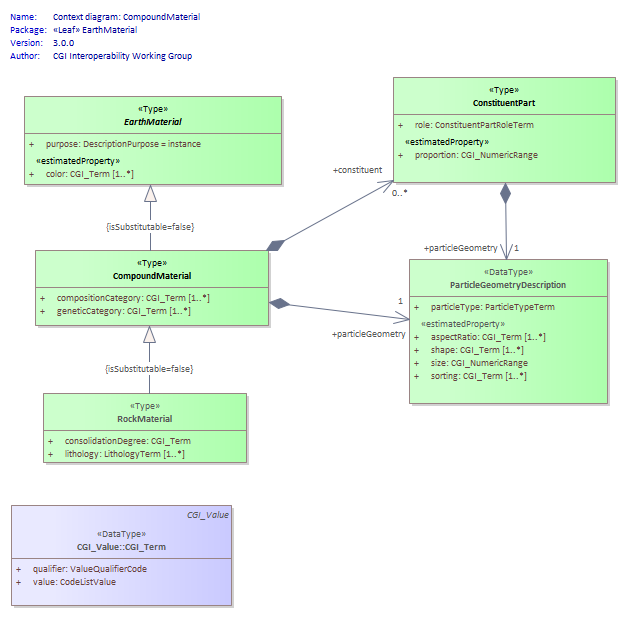 Name: Context diagram: CompoundMaterial
Package: «Leaf» EarthMaterial
Version: 3.0.0
Author: CGI Interoperability Working Group
«Type»
EarthMaterial
+ purpose: DescriptionPurpose = instance
«estimatedProperty»
+ color: CGI_Term [1..*]
«Type»
ConstituentPart
+ role: ConstituentPartRoleTerm
«estimatedProperty»
+ proportion: CGI_NumericRange
+constituent
0..*
{isSubstitutable=false}
+particleGeometry
1
«Type»
CompoundMaterial
+ compositionCategory: CGI_Term [1..*]
+ geneticCategory: CGI_Term [1..*]
1
+particleGeometry
«DataType»
ParticleGeometryDescription
+ particleType: ParticleTypeTerm
«estimatedProperty»
+ aspectRatio: CGI_Term [1..*]
+ shape: CGI_Term [1..*]
+ size: CGI_NumericRange
+ sorting: CGI_Term [1..*]
{isSubstitutable=false}
«Type»
RockMaterial
+ consolidationDegree: CGI_Term
+ lithology: LithologyTerm [1..*]
CGI_Value
«DataType»
CGI_Value::CGI_Term
+ qualifier: ValueQualifierCode
+ value: CodeListValue